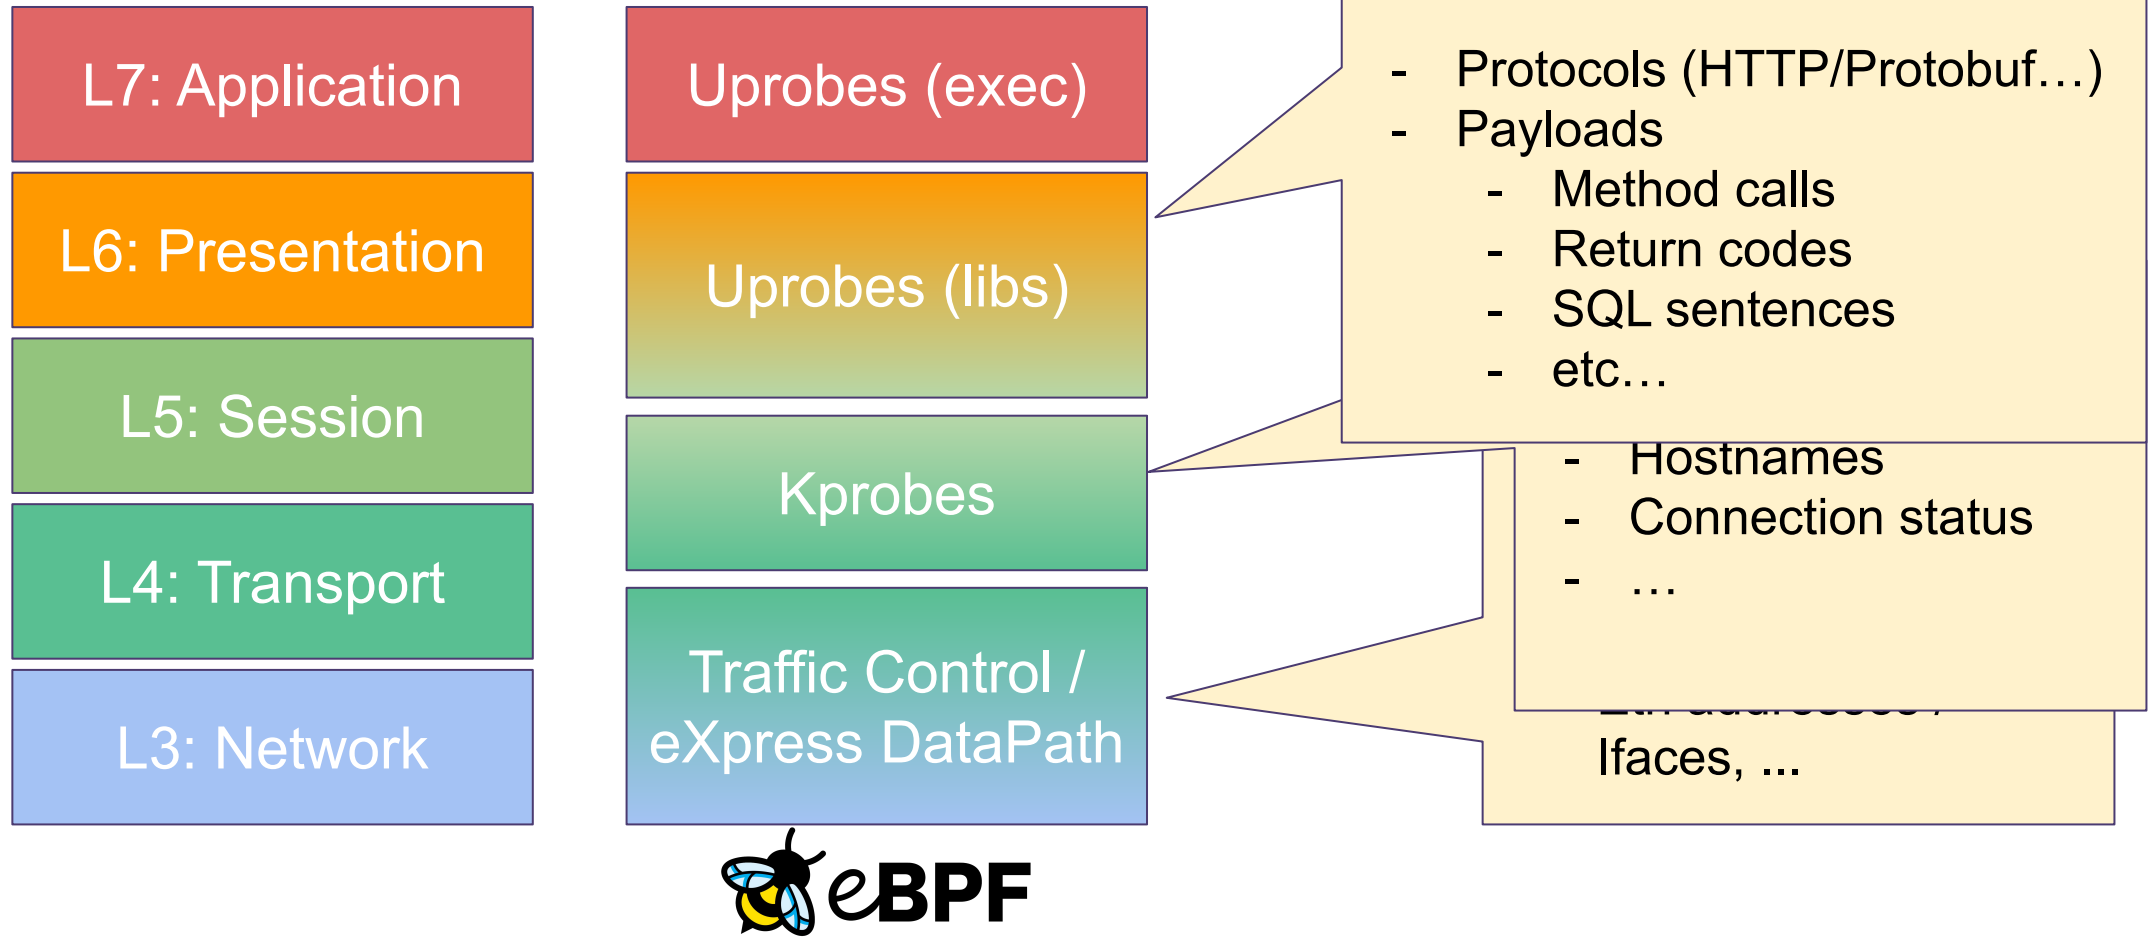 L7: Application
L6: Presentation
L5: Session
L4: Transport
L3: Network
Uprobes (exec)
Uprobes (libs)
Kprobes
Traffic Control /
eXpress DataPath
- Protocols (HTTP/Protobuf…)
- Payloads
- Method calls
- Return codes
- SQL sentences
- etc…
- Hostnames
- Connection status
- …
addresses /
Ifaces, ...
eBPF